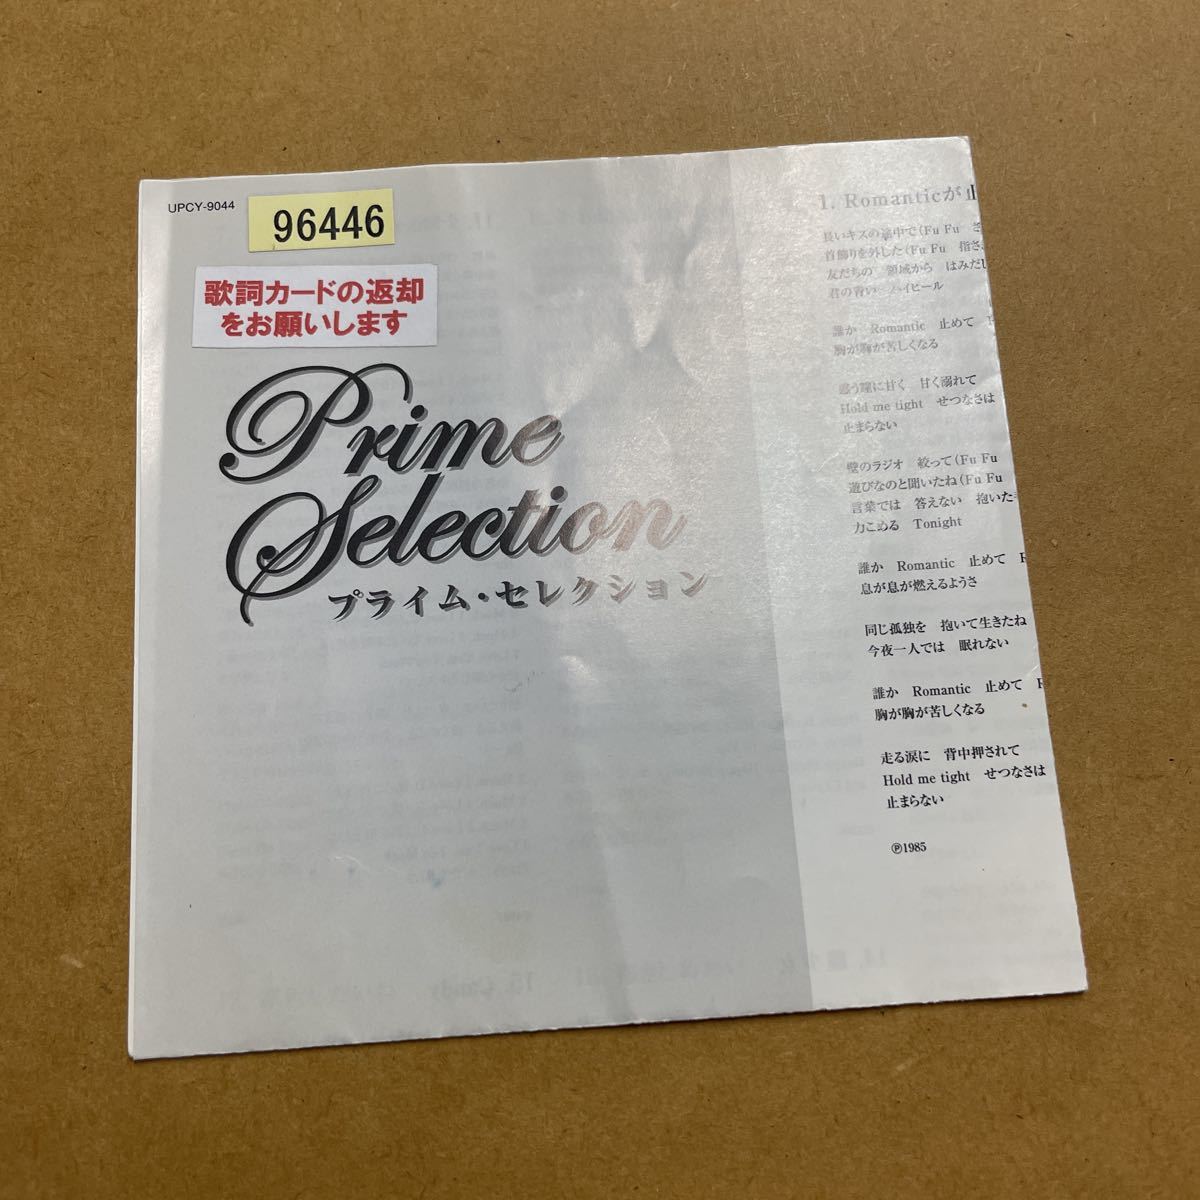 UPCY-9044
96446
歌詞カードの返却
をお願いします
Prime
Selection
プライム・セレクション
1. Romanticが止
長いキスの途中で(Fu Fu さ
首飾りを外した(Fu Fu 指さ
友だちの 領域から はみだし
君の青い ハイヒール
誰か Romantic 止めて
胸が胸が苦しくなる
惑う瞳に甘く 甘く溺れて
Hold me tight せつなさは
止まらない
壁のラジオ 絞って(Fu Fu
遊びなのと聞いたね(Fu Fu
言葉では 答えない 抱いた
力こめる Tonight
誰か Romantic 止めて R
息が息が燃えるようさ
同じ孤独を 抱いて生きたね
今夜一人では 眠れない
誰か Romantic 止めて R
胸が胸が苦しくなる
走る涙に 背中押されて
Hold me tight せつなさは
止まらない
Ⓟ1985